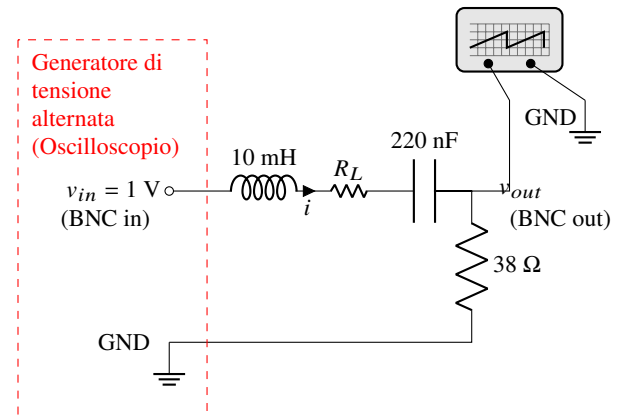 Generatore di
tensione
alternata
(Oscilloscopio)
GND
10 mH
R_L
220 nF
v_in = 1 V
(BNC in)
i
v_out
(BNC out)
38 Ω
GND